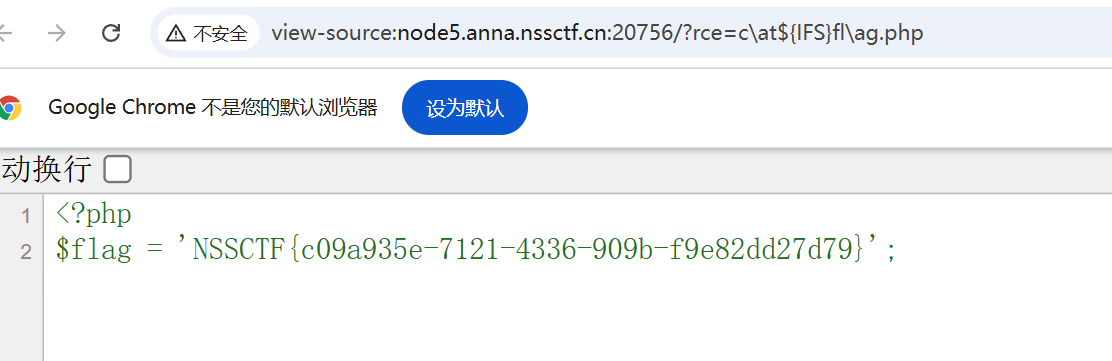 不安全 view-source:node5.anna.nssctf.cn:20756/?rce=c\at${IFS}fl\ag.php
Google Chrome 不是您的默认浏览器 设为默认
动换行
1 <?php
2 $flag = 'NSSCTF{c09a935e-7121-4336-909b-f9e82dd27d79}';